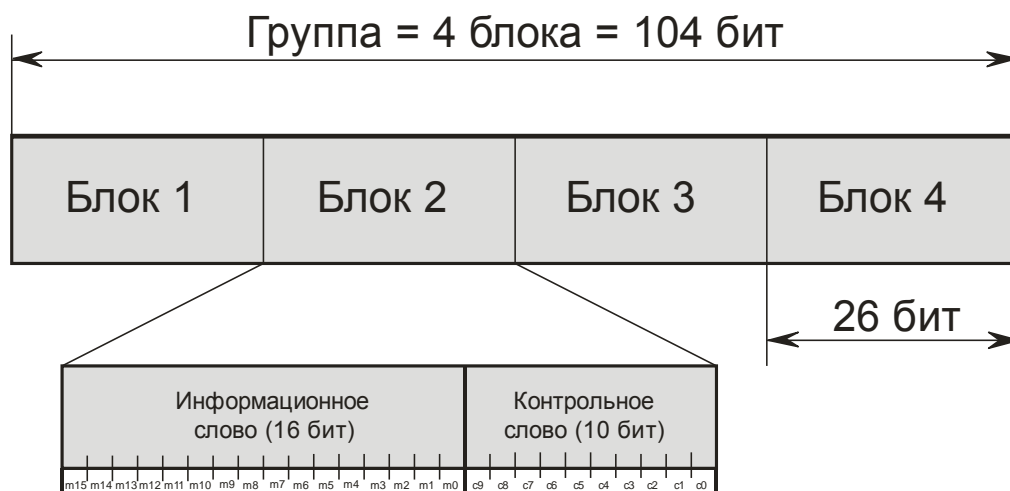 Группа = 4 блока = 104 бит
Блок 1 Блок 2 Блок 3 Блок 4
26 бит
Информационное Контрольное
слово (16 бит) слово (10 бит)
m15 m14 m13 m12 m11 m10 m9 m8 m7 m6 m5 m4 m3 m2 m1 m0 c9 c8 c7 c6 c5 c4 c3 c2 c1 c0